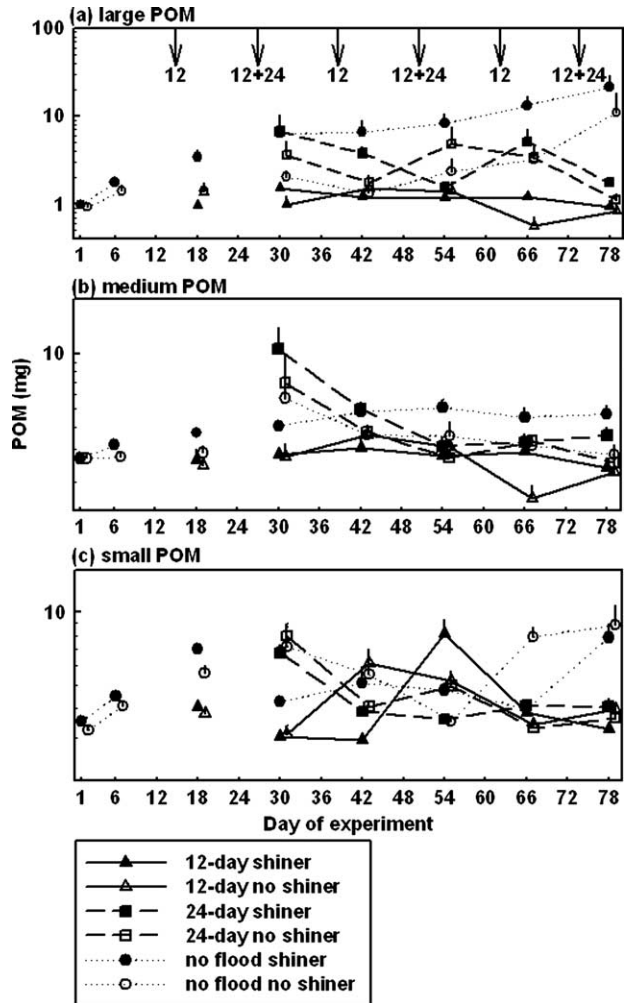 (a) large POM
100
12 12+24 12 12+24 12 12+24
10
1
1 6 12 18 24 30 36 42 48 54 60 66 72 78
(b) medium POM
10
POM (mg)
1 6 12 18 24 30 36 42 48 54 60 66 72 78
(c) small POM
10
1 6 12 18 24 30 36 42 48 54 60 66 72 78
Day of experiment
12-day shiner
12-day no shiner
24-day shiner
24-day no shiner
no flood shiner
no flood no shiner